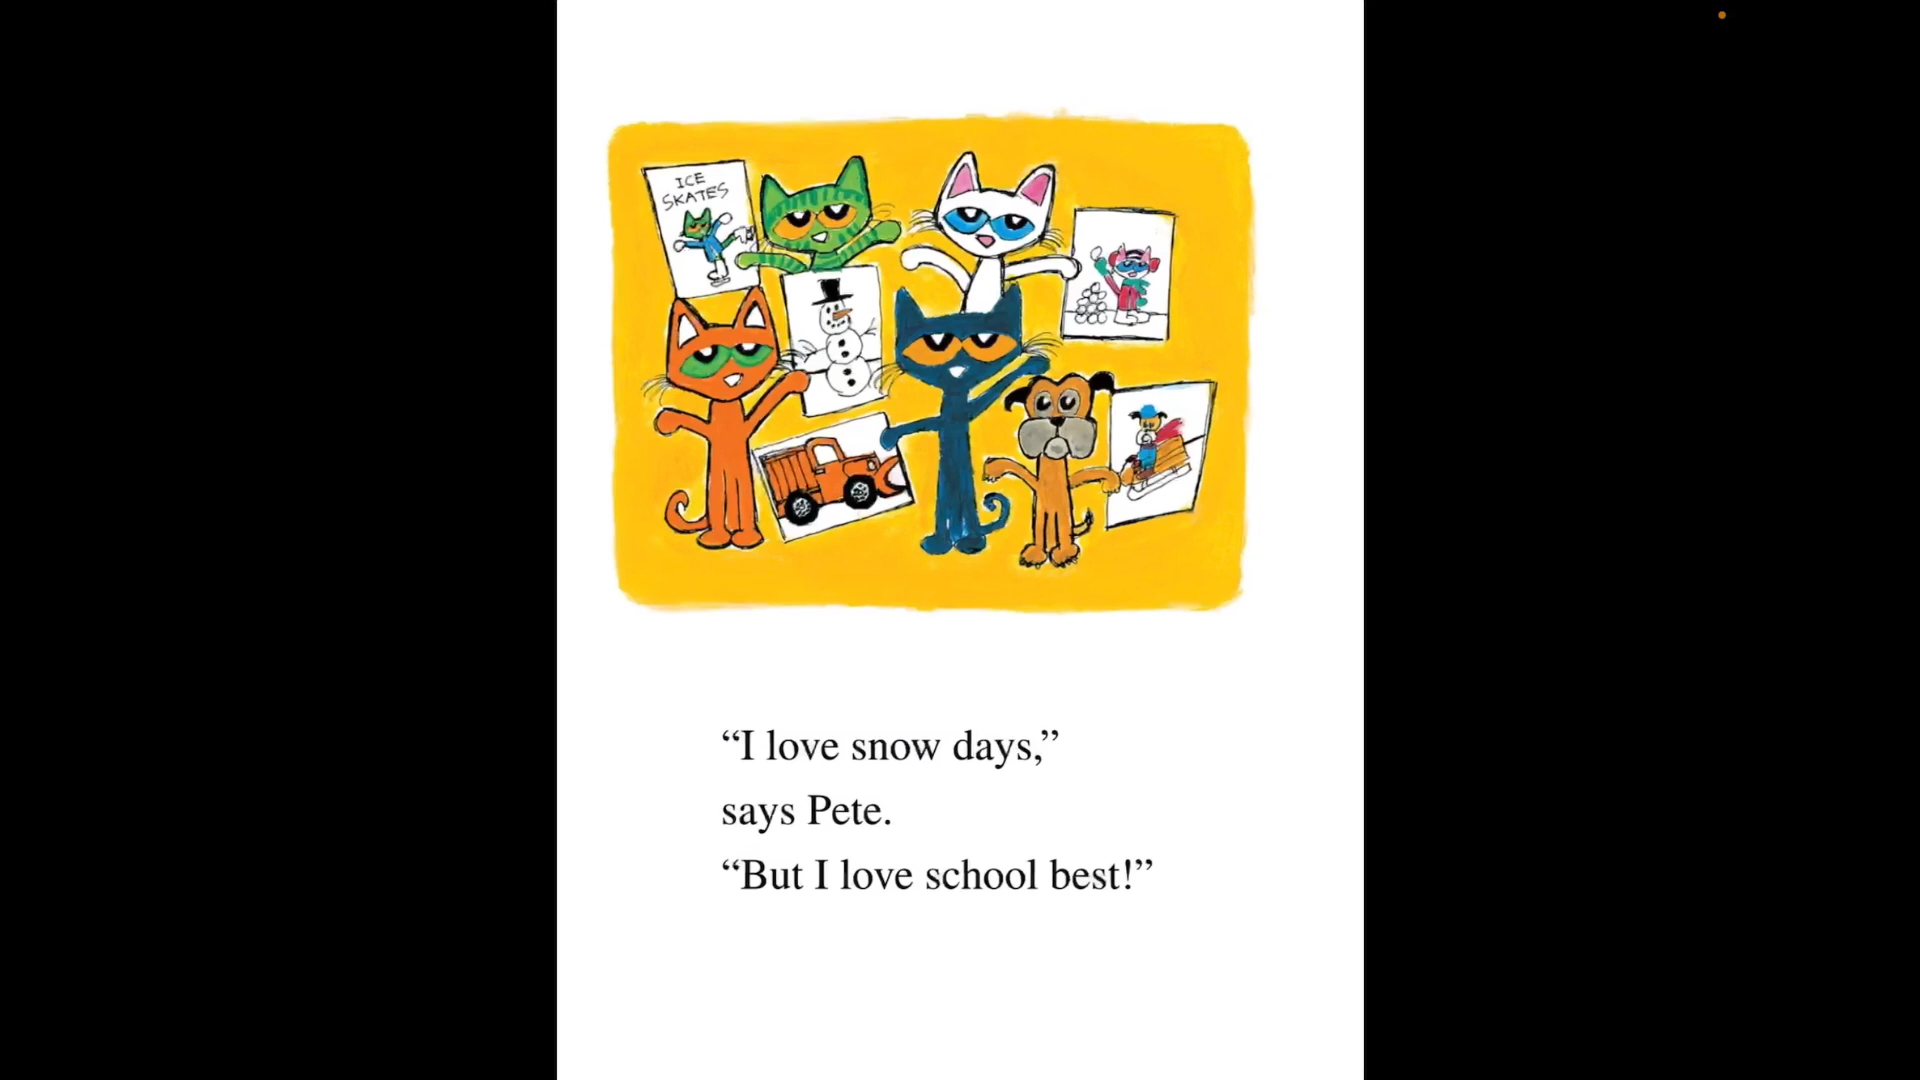 ICE
SKATES
“I love snow days,”
says Pete.
“But I love school best!”